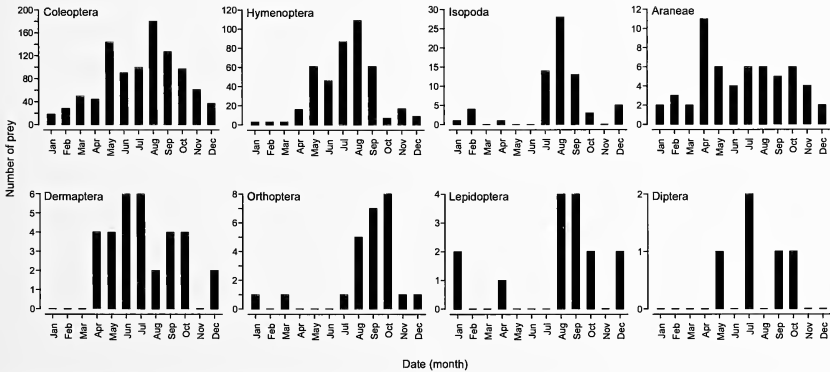 Number of prey
Coleoptera
200
160
120
80
40
0
Jan Feb Mar Apr May Jun Jul Aug Sep Oct Nov Dec
Hymenoptera
120
100
80
60
40
20
0
Jan Feb Mar Apr May Jun Jul Aug Sep Oct Nov Dec
Isopoda
30
25
20
15
10
5
0
Jan Feb Mar Apr May Jun Jul Aug Sep Oct Nov Dec
Araneae
12
10
8
6
4
2
0
Jan Feb Mar Apr May Jun Jul Aug Sep Oct Nov Dec
Dermaptera
6
5
4
3
2
1
0
Jan Feb Mar Apr May Jun Jul Aug Sep Oct Nov Dec
Orthoptera
8
6
4
2
0
Jan Feb Mar Apr May Jun Jul Aug Sep Oct Nov Dec
Lepidoptera
4
3
2
1
0
Jan Feb Mar Apr May Jun Jul Aug Sep Oct Nov Dec
Diptera
2
1
0
Jan Feb Mar Apr May Jun Jul Aug Sep Oct Nov Dec
Date (month)